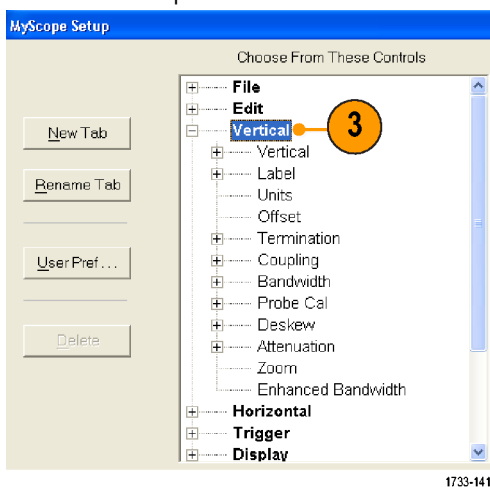 MyScope Setup
Choose From These Controls
File
Edit
Vertical
3
New Tab
Vertical
Label
Rename Tab
Units
Offset
Termination
User Pref...
Coupling
Bandwidth
Probe Cal
Deskew
Delete
Attenuation
Zoom
Enhanced Bandwidth
Horizontal
Trigger
Display
1733-141